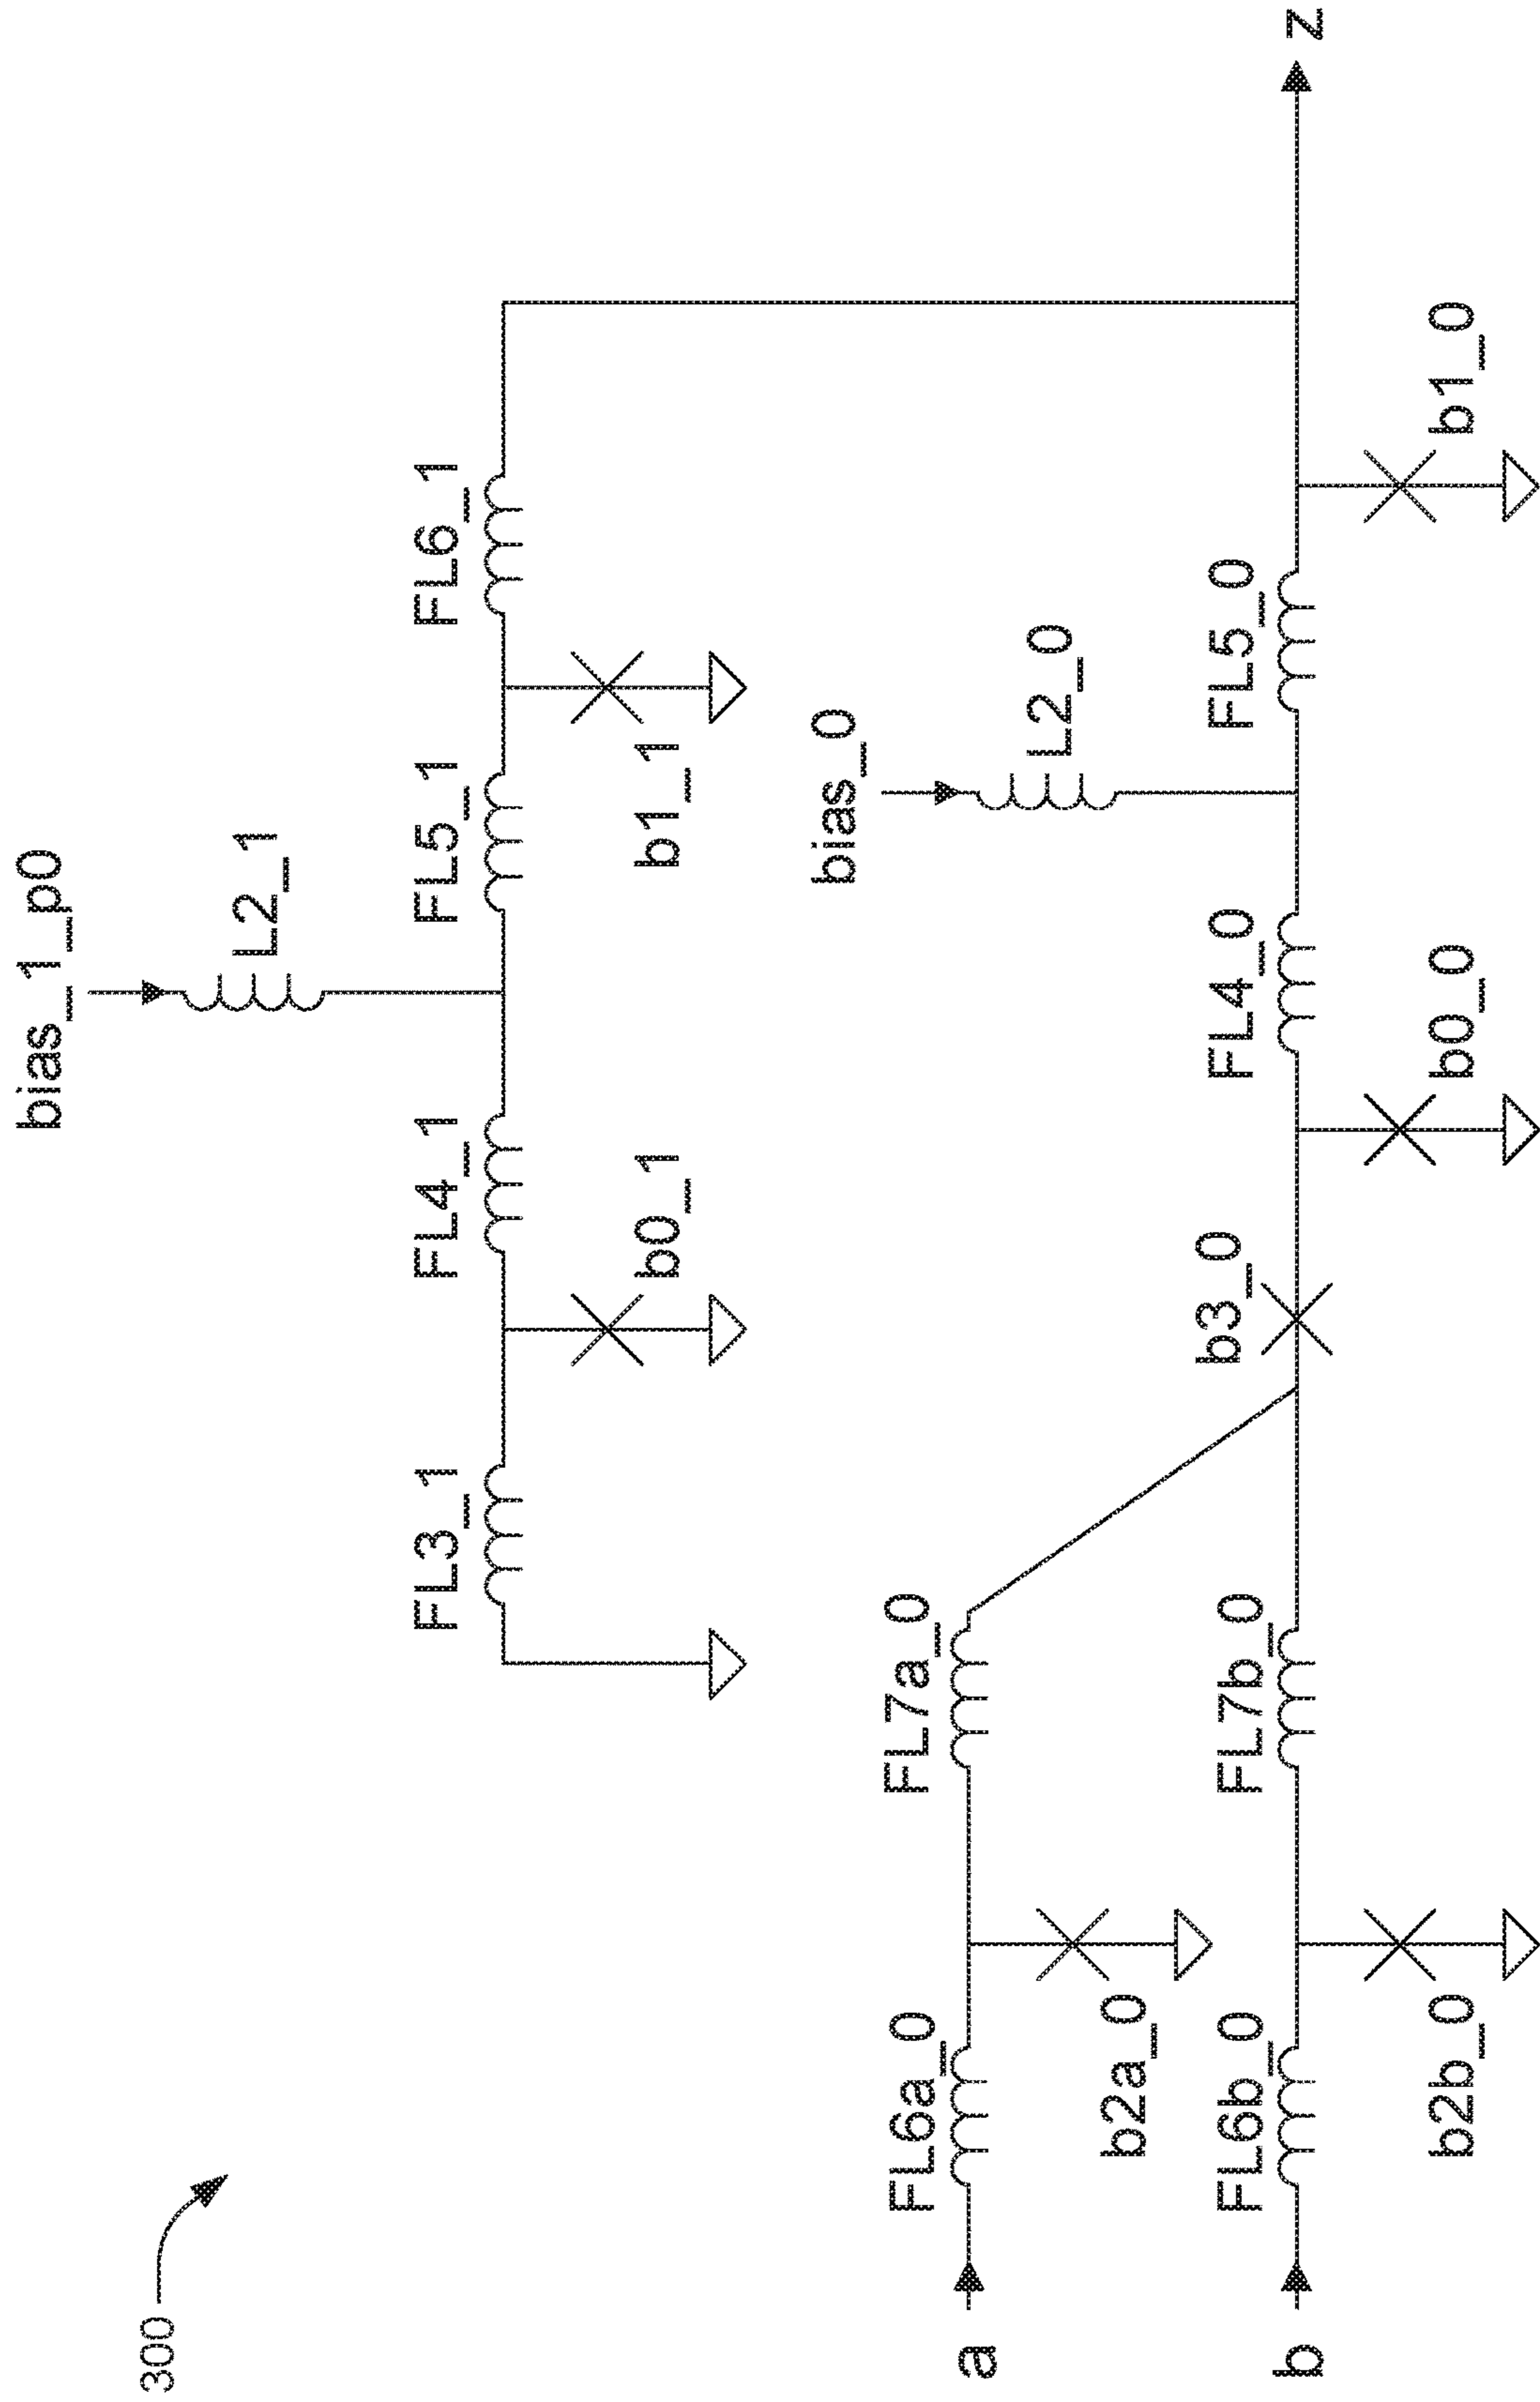 300
bias_1_p0
L2_1
FL3_1
FL4_1
FL5_1
FL6_1
b0_1
b1_1
bias_0
L2_0
a
FL6a_0
FL7a_0
b2a_0
b3_0
FL4_0
FL5_0
z
b
FL6b_0
FL7b_0
b2b_0
b0_0
b1_0